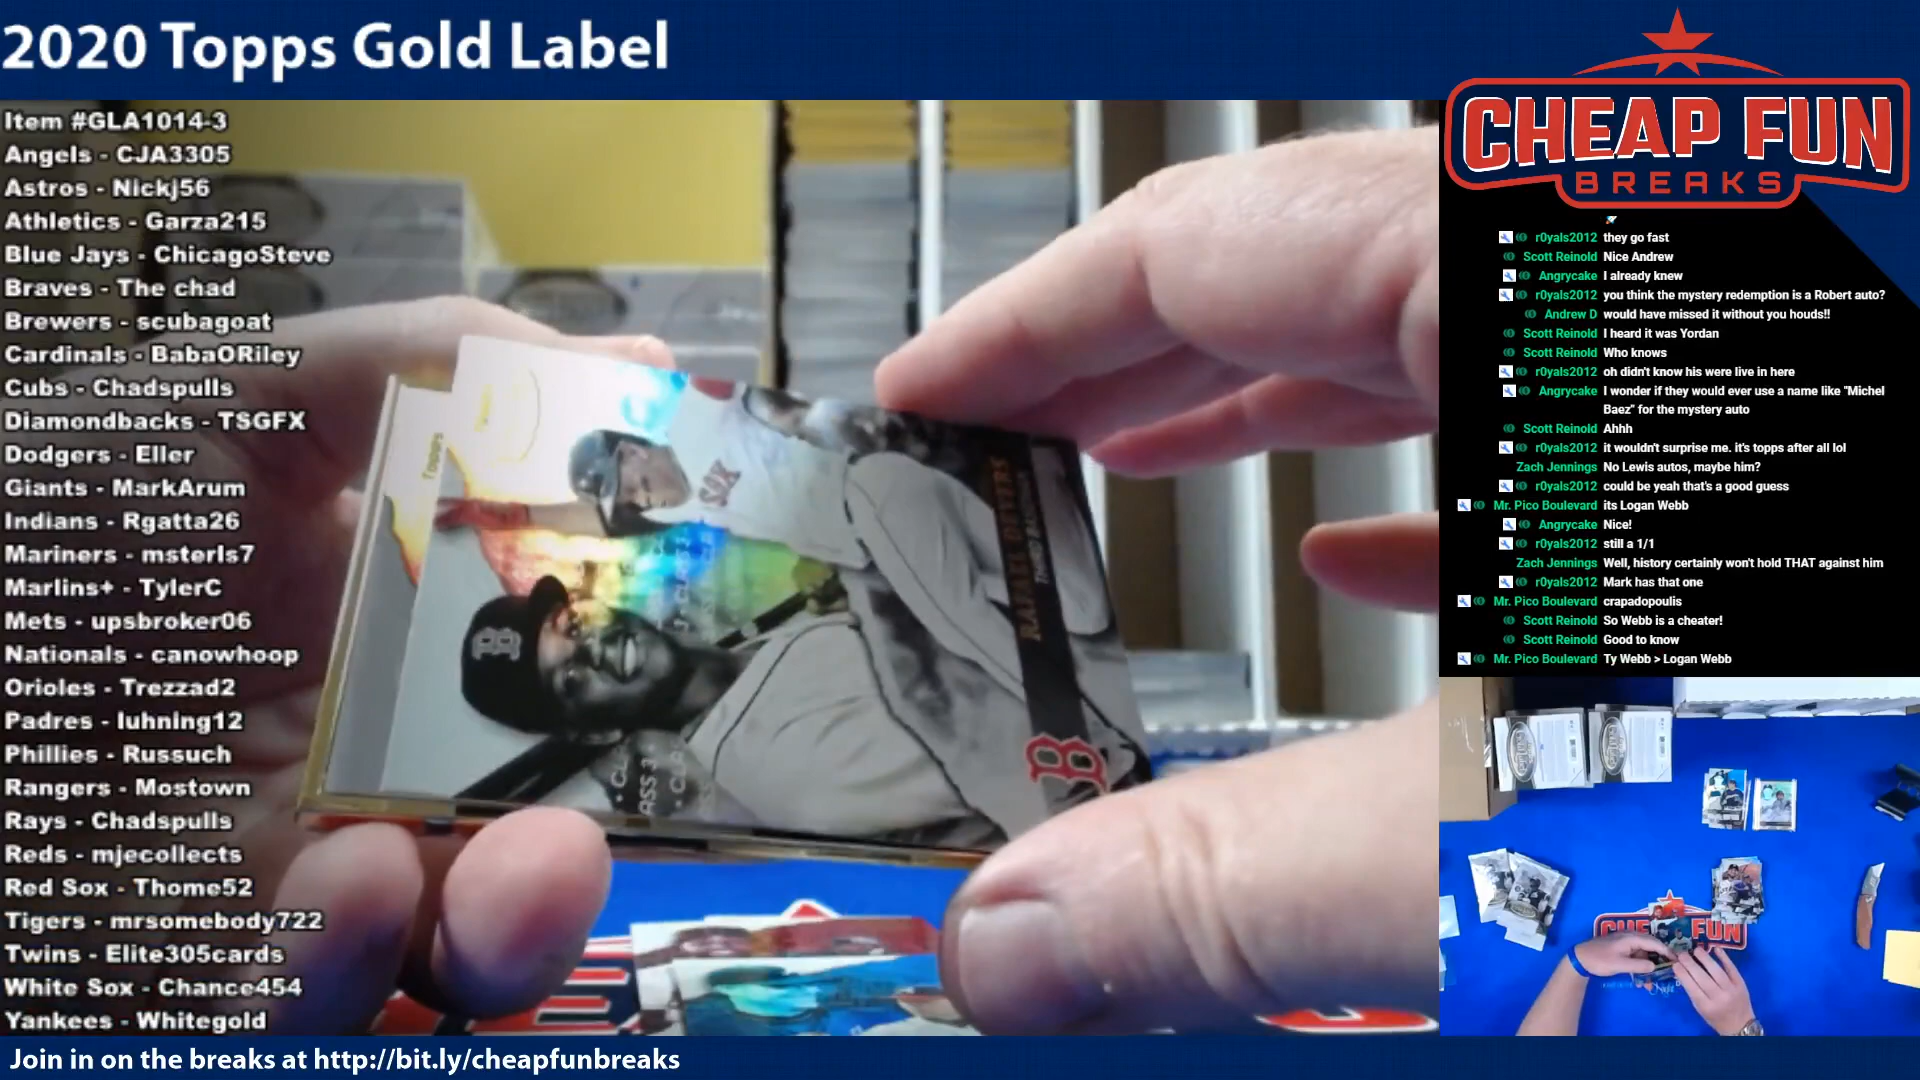 2020 Topps Gold Label
Item #GLA1014-3
Angels - CJA3305
Astros - Nickj56
Athletics - Garza215
Blue Jays - ChicagoSteve
Braves - The chad
Brewers - scubagoat
Cardinals - BabaORiley
Cubs - Chadspulls
Diamondbacks - TSGFX
Dodgers - Eller
Giants - MarkArum
Indians - Rgatta26
Mariners - msterls7
Marlins+ - TylerC
Mets - upsbroker06
Nationals - canowhoop
Orioles - Trezzad2
Padres - luhning12
Phillies - Russuch
Rangers - Mostown
Rays - Chadspulls
Reds - mjecollects
Red Sox - Thome52
Tigers - mrsomebody722
Twins - Elite305cards
White Sox - Chance454
Yankees - Whitegold
Join in on the breaks at http://bit.ly/cheapfunbreaks
Topps
SOX
B
RAFAEL DEVERS
THIRD BASEMAN
B
CHEAP FUN
BREAKS
r0yals2012 they go fast
Scott Reinold Nice Andrew
Angrycake I already knew
r0yals2012 you think the mystery redemption is a Robert auto?
Andrew D would have missed it without you houds!!
Scott Reinold I heard it was Yordan
Scott Reinold Who knows
r0yals2012 oh didn't know his were live in here
Angrycake I wonder if they would ever use a name like "Michel
Baez" for the mystery auto
Scott Reinold Ahhh
r0yals2012 it wouldn't surprise me. it's topps after all lol
Zach Jennings No Lewis autos, maybe him?
r0yals2012 could be yeah that's a good guess
Mr. Pico Boulevard its Logan Webb
Angrycake Nice!
r0yals2012 still a 1/1
Zach Jennings Well, history certainly won't hold THAT against him
r0yals2012 Mark has that one
Mr. Pico Boulevard crapadopoulis
Scott Reinold So Webb is a cheater!
Scott Reinold Good to know
Mr. Pico Boulevard Ty Webb > Logan Webb
FUN